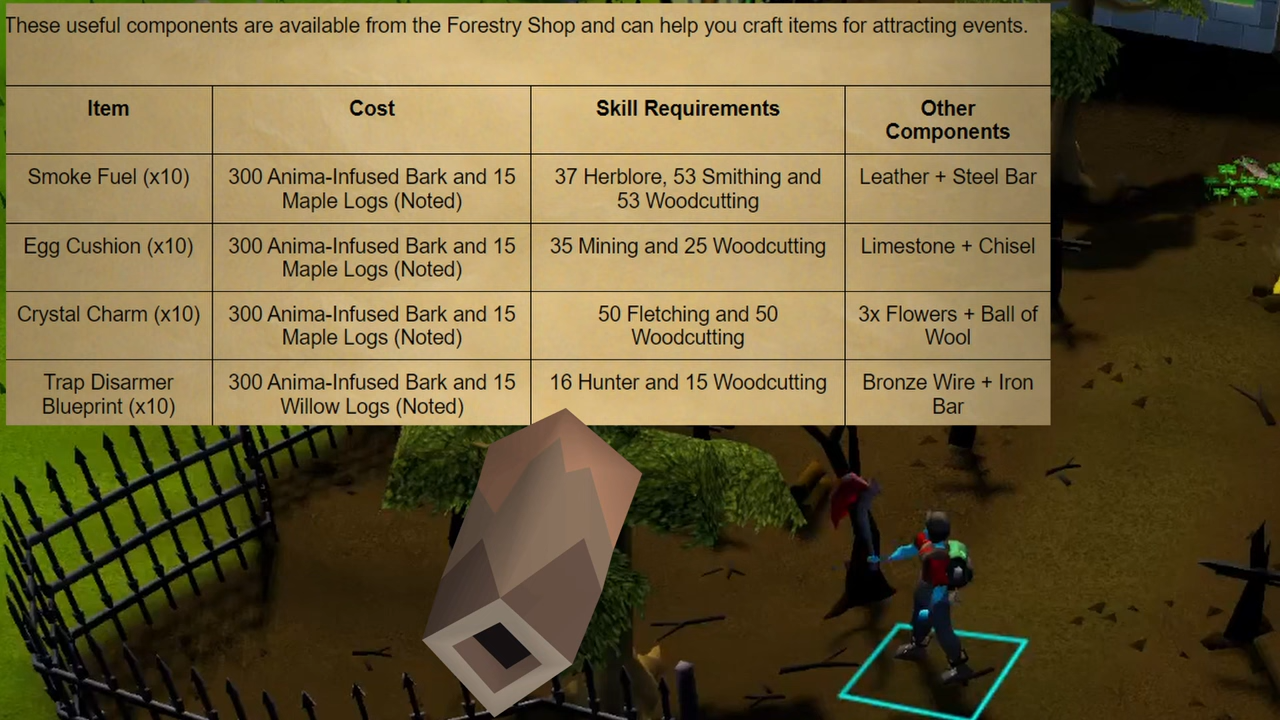 These useful components are available from the Forestry Shop and can help you craft items for attracting events.
Item Cost Skill Requirements Other
Components
Smoke Fuel (x10) 300 Anima-Infused Bark and 15 37 Herblore, 53 Smithing and Leather + Steel Bar
Maple Logs (Noted) 53 Woodcutting
Egg Cushion (x10) 300 Anima-Infused Bark and 15 35 Mining and 25 Woodcutting Limestone + Chisel
Maple Logs (Noted)
Crystal Charm (x10) 300 Anima-Infused Bark and 15 50 Fletching and 50 3x Flowers + Ball of
Maple Logs (Noted) Woodcutting Wool
Trap Disarmer 300 Anima-Infused Bark and 15 16 Hunter and 15 Woodcutting Bronze Wire + Iron
Blueprint (x10) Willow Logs (Noted) Bar